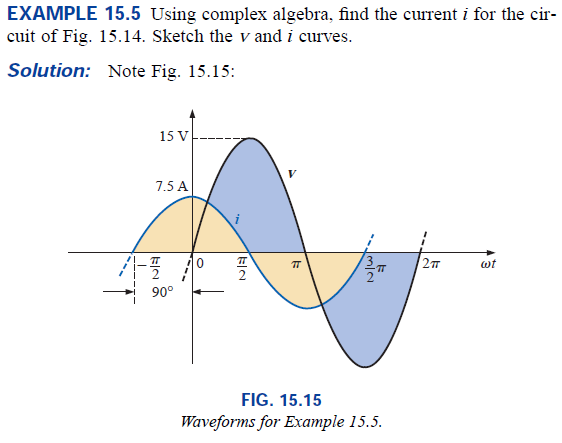 EXAMPLE 15.5 Using complex algebra, find the current i for the cir-
cuit of Fig. 15.14. Sketch the v and i curves.
Solution: Note Fig. 15.15:
15 V
v
7.5 A
i
–π/2 0 π/2 π 3/2 π 2π ωt
90°
FIG. 15.15
Waveforms for Example 15.5.